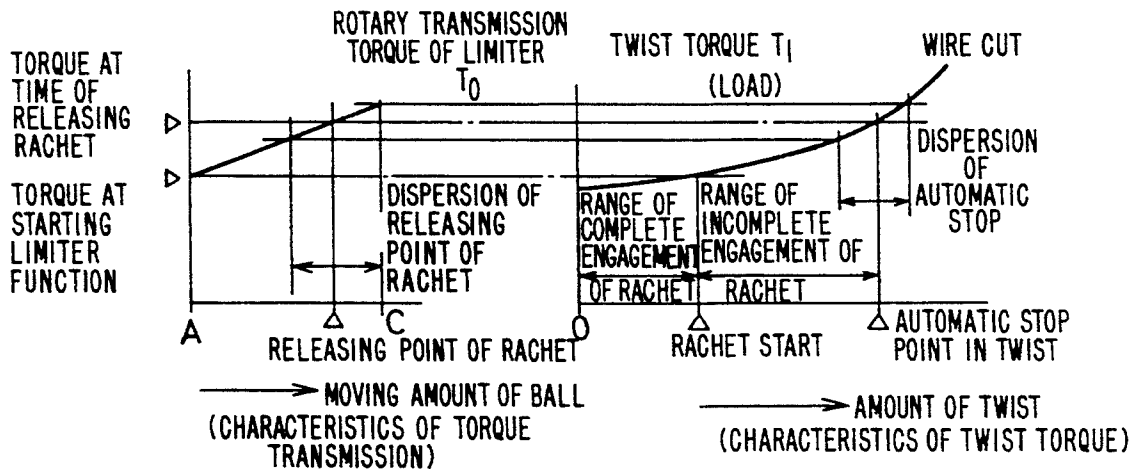 TORQUE AT
TIME OF
RELEASING
RACHET
TORQUE AT
STARTING
LIMITER
FUNCTION
ROTARY TRANSMISSION
TORQUE OF LIMITER
T0
TWIST TORQUE T1
(LOAD)
WIRE CUT
DISPERSION OF
RELEASING
POINT OF
RACHET
RANGE OF
COMPLETE
ENGAGEMENT
OF RACHET
RANGE OF
INCOMPLETE
ENGAGEMENT OF
RACHET
DISPERSION
OF
AUTOMATIC
STOP
A
C
O
RELEASING POINT OF RACHET
RACHET START
AUTOMATIC STOP
POINT IN TWIST
MOVING AMOUNT OF BALL
(CHARACTERISTICS OF TORQUE
TRANSMISSION)
AMOUNT OF TWIST
(CHARACTERISTICS OF TWIST TORQUE)